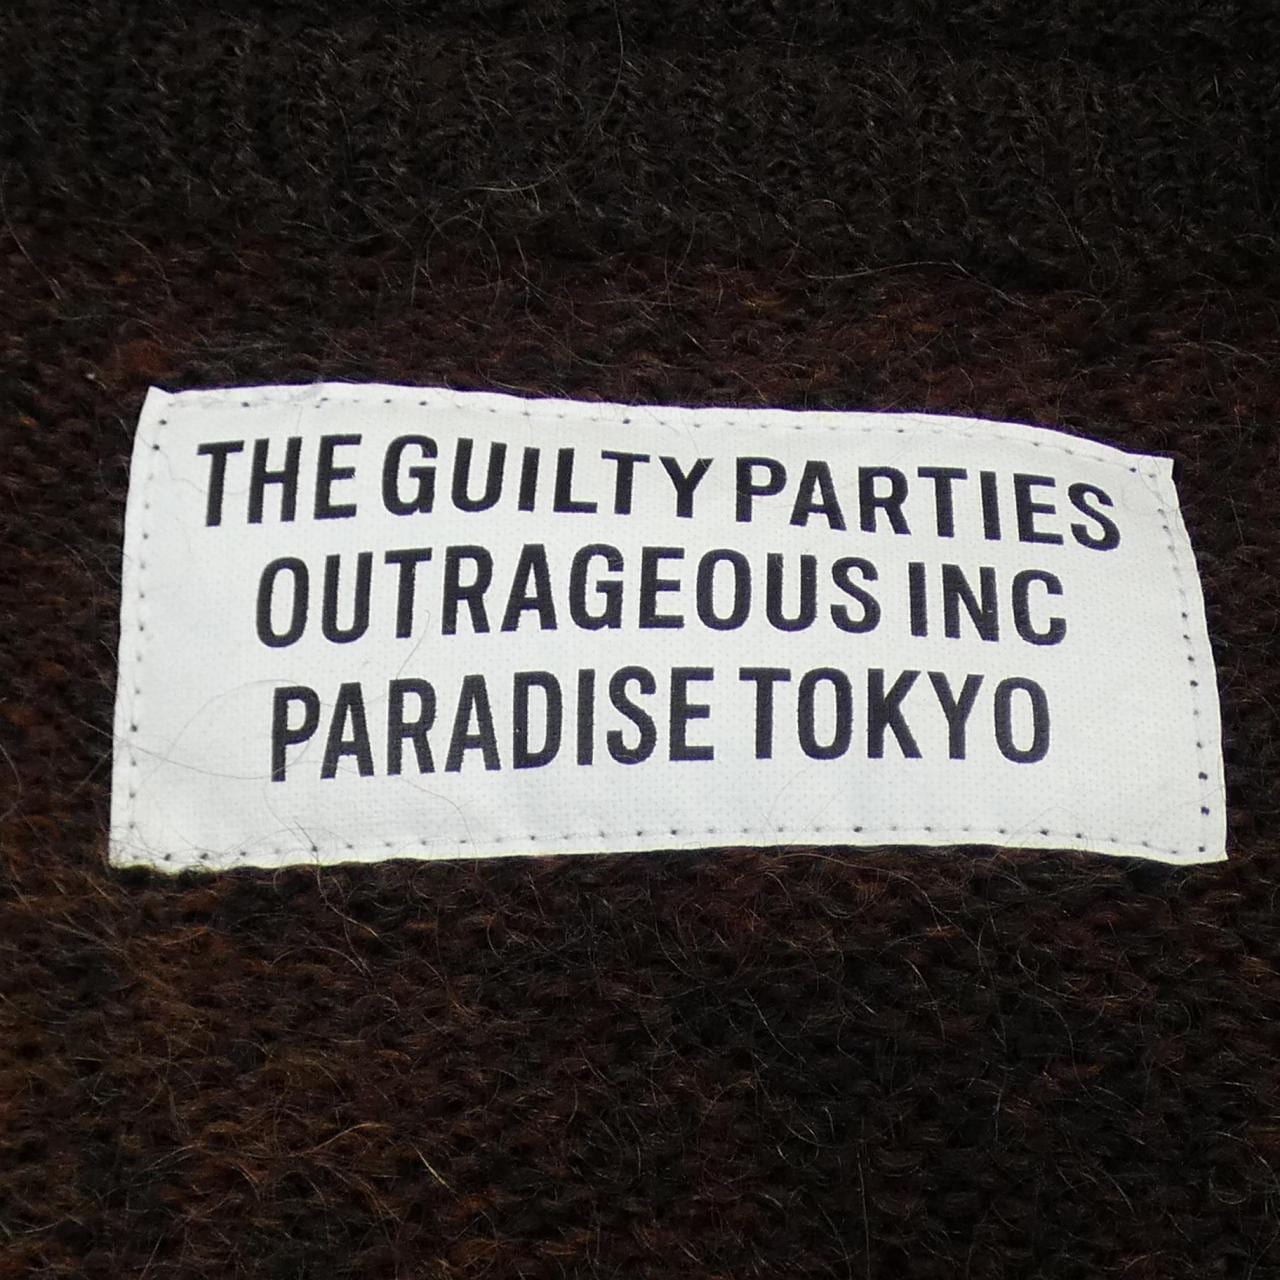 THE GUILTY PARTIES
OUTRAGEOUS INC
PARADISE TOKYO